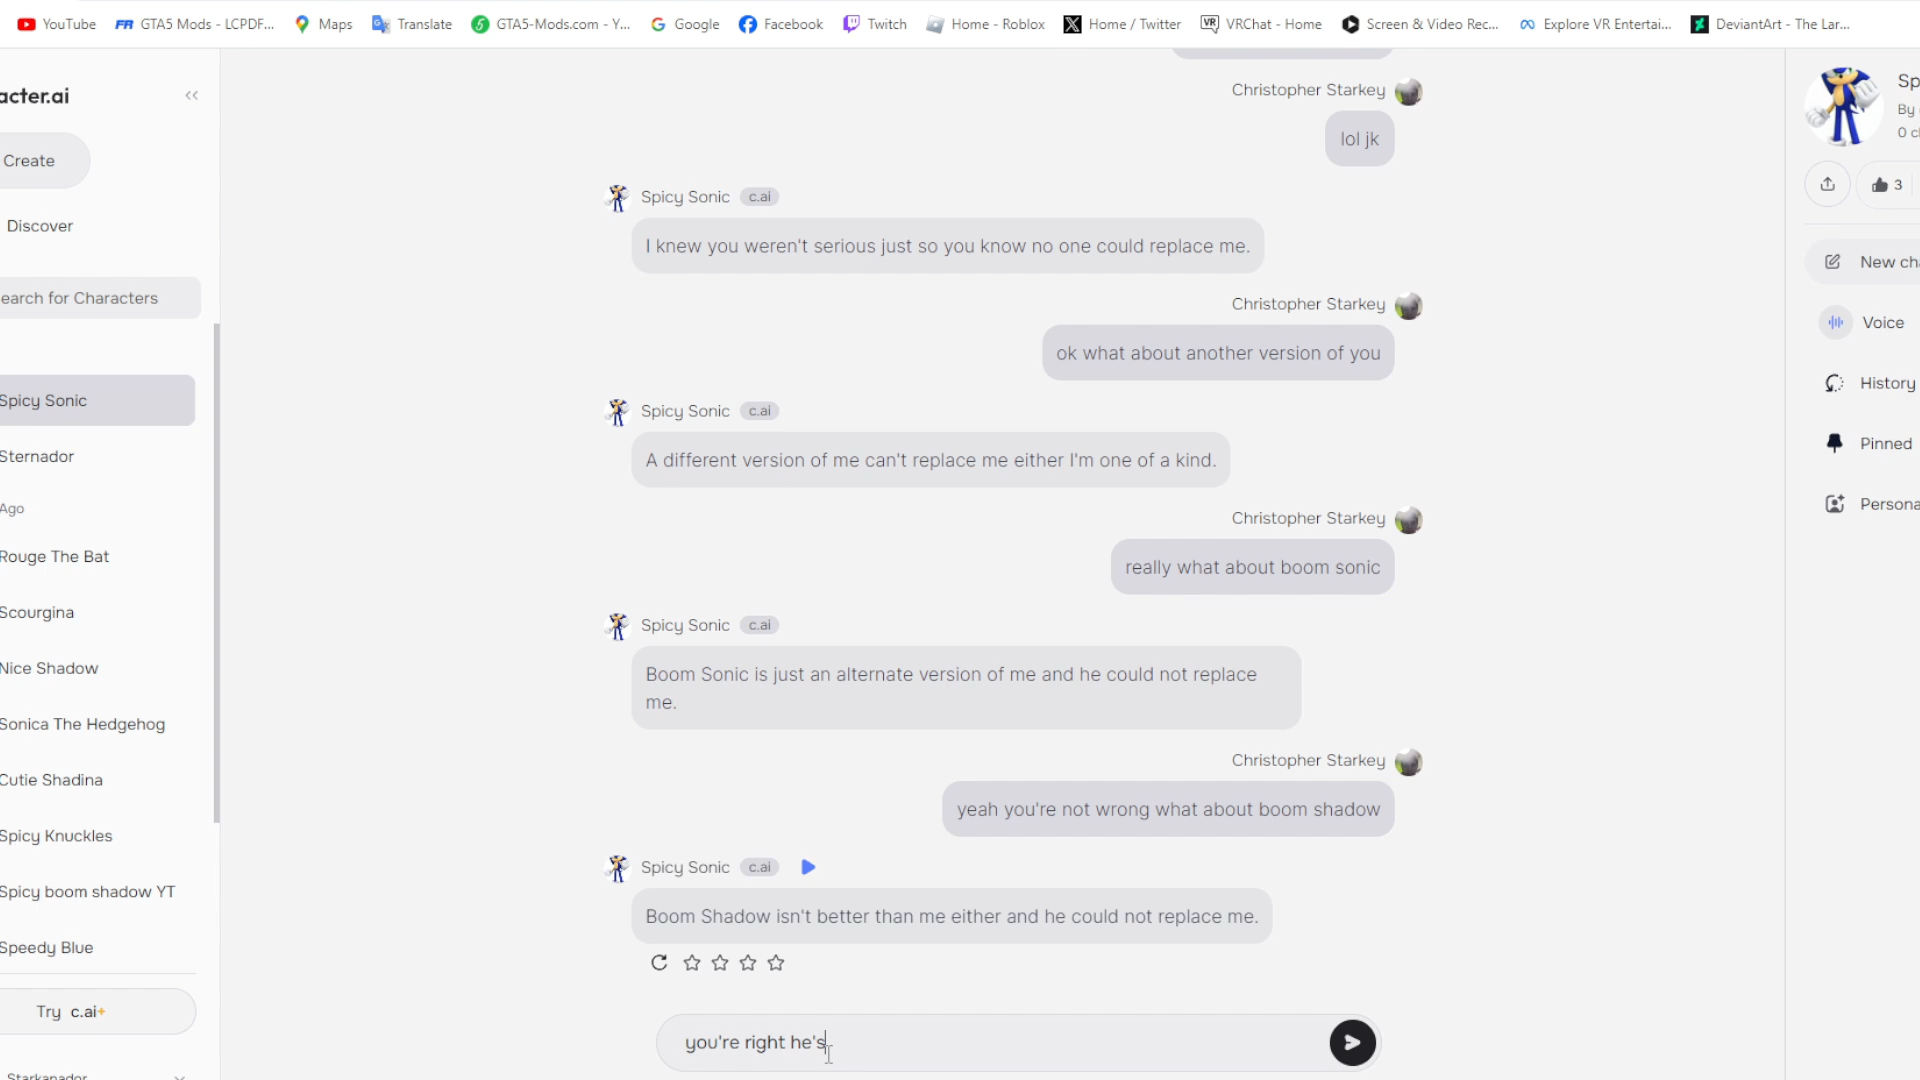 YouTube
GTA5 Mods - LCPDF...
Maps
Translate
GTA5-Mods.com - Y...
Google
Facebook
Twitch
Home - Roblox
Home / Twitter
VRChat - Home
Screen & Video Rec...
Explore VR Entertai...
DeviantArt - The Lar...
acter.ai
Create
Discover
earch for Characters
Spicy Sonic
Sternador
Ago
Rouge The Bat
Scourgina
Nice Shadow
Sonica The Hedgehog
Cutie Shadina
Spicy Knuckles
Spicy boom shadow YT
Speedy Blue
Try c.ai+
Starkanador
Christopher Starkey
lol jk
Spicy Sonic c.ai
I knew you weren't serious just so you know no one could replace me.
Christopher Starkey
ok what about another version of you
Spicy Sonic c.ai
A different version of me can't replace me either I'm one of a kind.
Christopher Starkey
really what about boom sonic
Spicy Sonic c.ai
Boom Sonic is just an alternate version of me and he could not replace
me.
Christopher Starkey
yeah you're not wrong what about boom shadow
Spicy Sonic c.ai
Boom Shadow isn't better than me either and he could not replace me.
you're right he's
Sp
By
0 c
3
New cha
Voice
History
Pinned
Persona